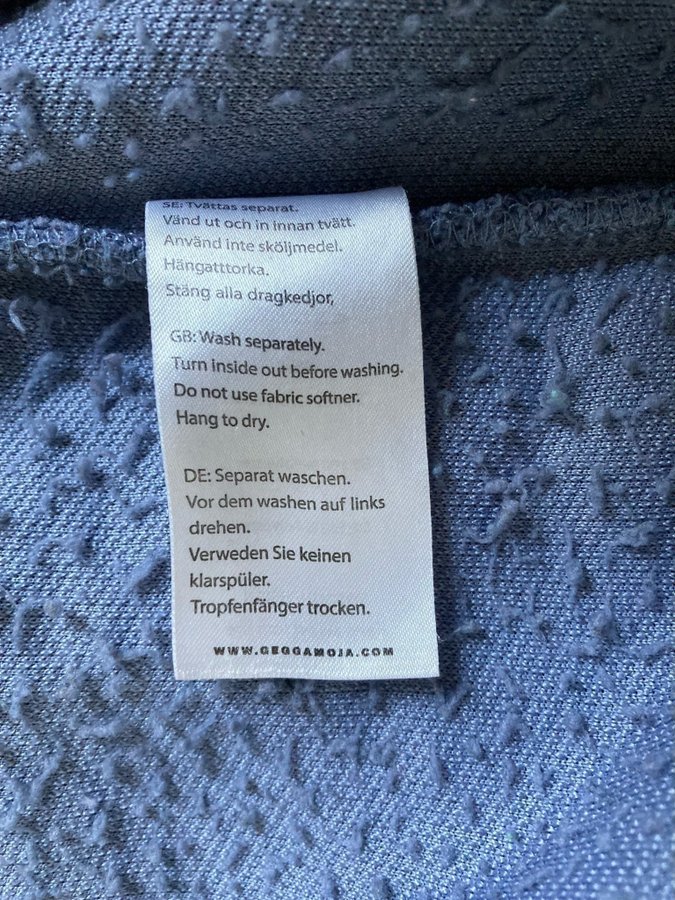 SE: Tvättas separat.
Vänd ut och in innan tvätt.
Använd inte sköljmedel.
Hängatttorka.
Stäng alla dragkedjor,
GB: Wash separately.
Turn inside out before washing.
Do not use fabric softner.
Hang to dry.
DE: Separat waschen.
Vor dem washen auf links
drehen.
Verweden Sie keinen
klarspüler.
Tropfenfänger trocken.
WWW.GEGGAMOJA.COM